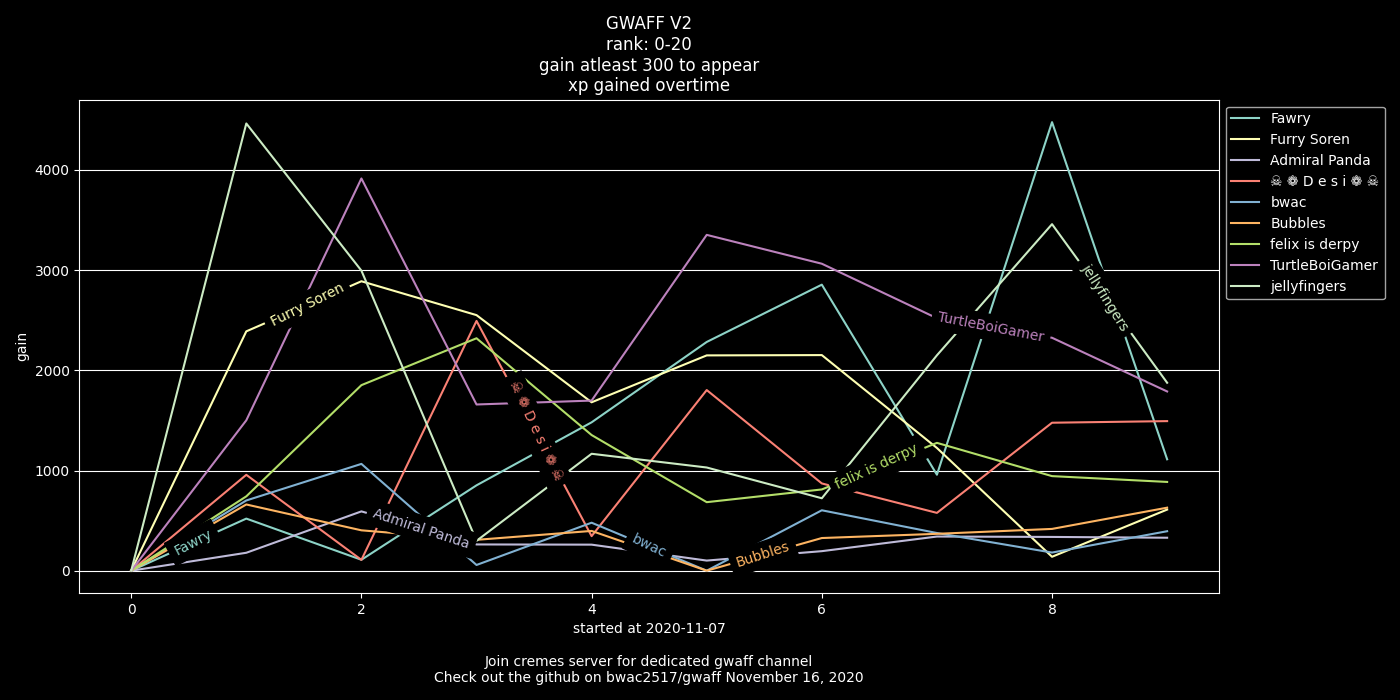 GWAFF V2
rank: 0-20
gain atleast 300 to appear
xp gained overtime
gain
4000
3000
2000
1000
0
0
2
4
6
8
Fawry
Furry Soren
Admiral Panda
☠ ❁ D e s i ❁ ☠
bwac
Bubbles
felix is derpy
TurtleBoiGamer
jellyfingers
Fawry
Furry Soren
Admiral Panda
☠ ❁ D e s i ❁ ☠
bwac
Bubbles
felix is derpy
TurtleBoiGamer
jellyfingers
started at 2020-11-07
Join cremes server for dedicated gwaff channel
Check out the github on bwac2517/gwaff November 16, 2020